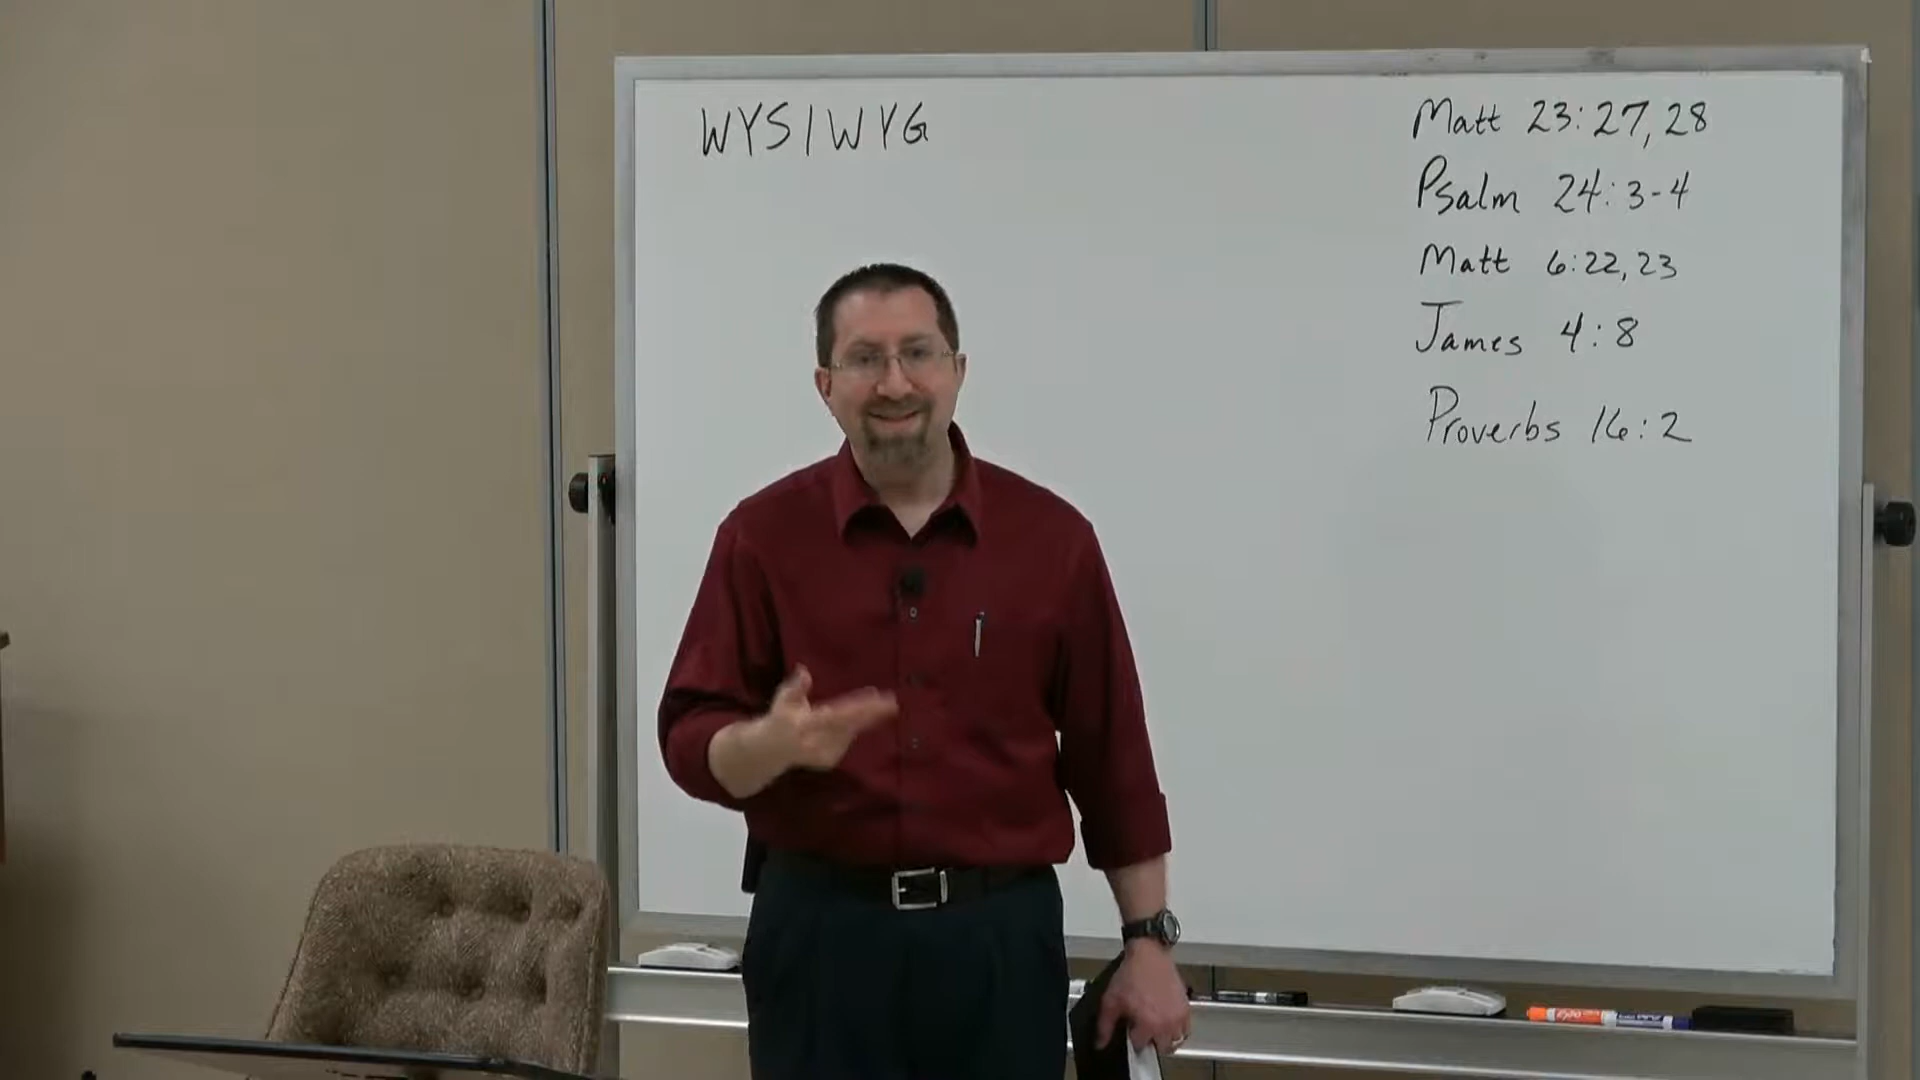 WYSIWYG
Matt 23:27,28
Psalm 24:3-4
Matt 6:22,23
James 4:8
Proverbs 16:2
EXPO